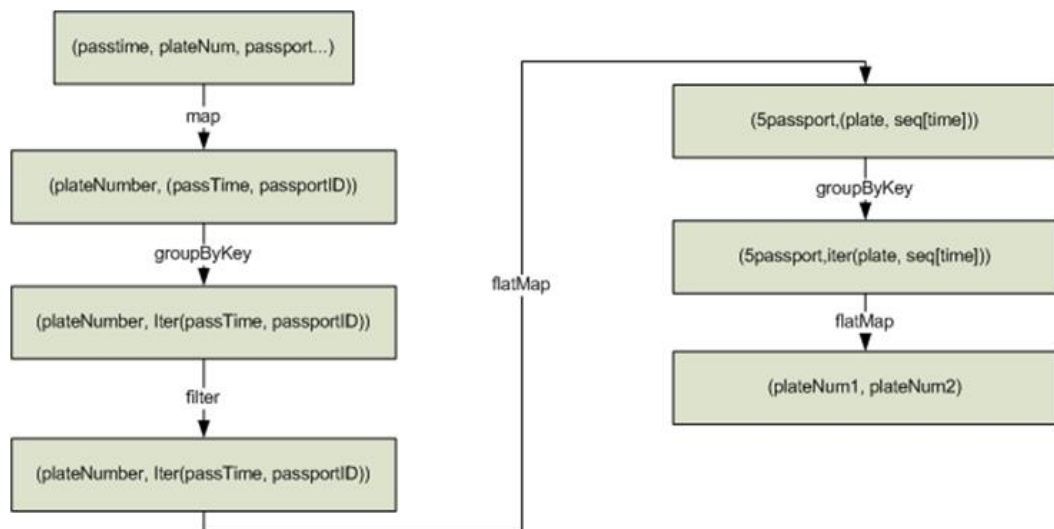 (passtime, plateNum, passport...)
map
(plateNumber, (passTime, passportID))
groupByKey
(plateNumber, Iter(passTime, passportID))
filter
(plateNumber, Iter(passTime, passportID))
flatMap
(5passport,(plate, seq[time]))
groupByKey
(5passport,iter(plate, seq[time]))
flatMap
(plateNum1, plateNum2)